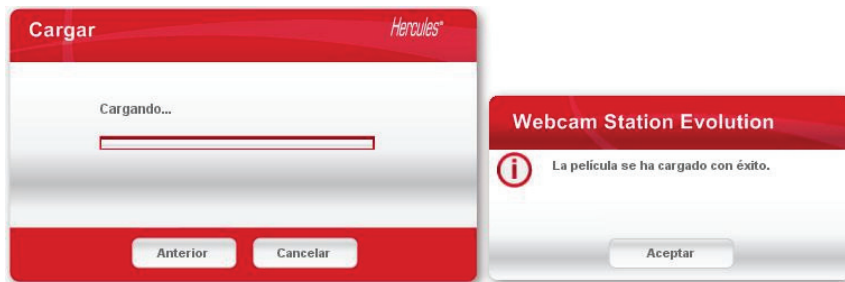 Cargar
Hercules®
Cargando...
Anterior
Cancelar
Webcam Station Evolution
La película se ha cargado con éxito.
Aceptar